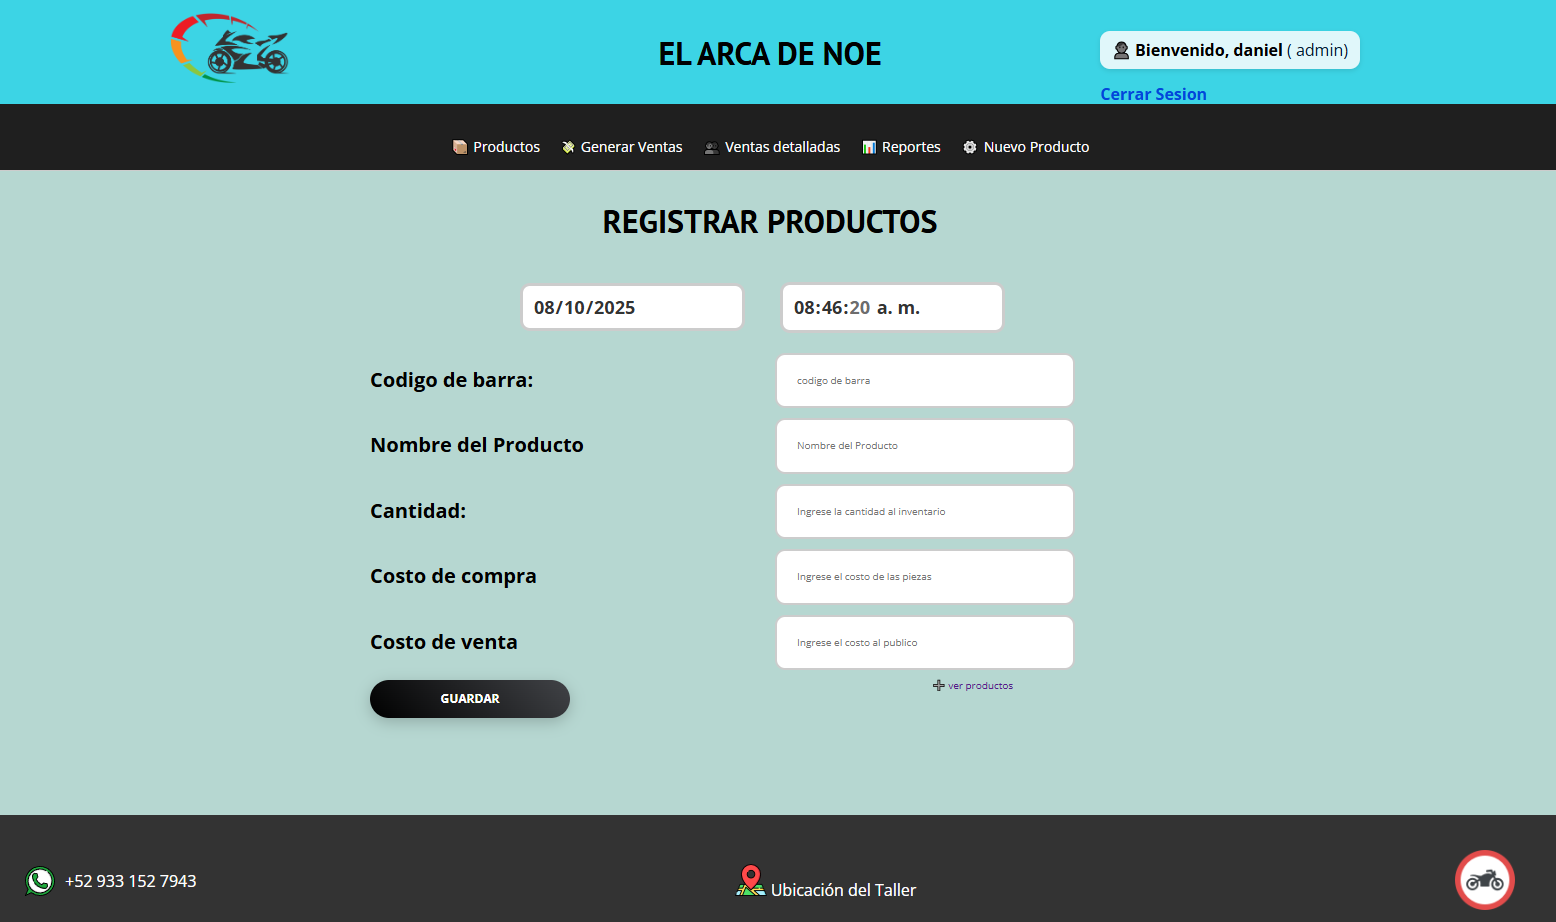 EL ARCA DE NOE
Bienvenido, daniel ( admin)
Cerrar Sesion
Productos
Generar Ventas
Ventas detalladas
Reportes
Nuevo Producto
REGISTRAR PRODUCTOS
08/10/2025
08:46:20 a. m.
Codigo de barra:
codigo de barra
Nombre del Producto
Nombre del Producto
Cantidad:
Ingrese la cantidad al inventario
Costo de compra
Ingrese el costo de las piezas
Costo de venta
Ingrese el costo al publico
GUARDAR
ver productos
+52 933 152 7943
Ubicación del Taller